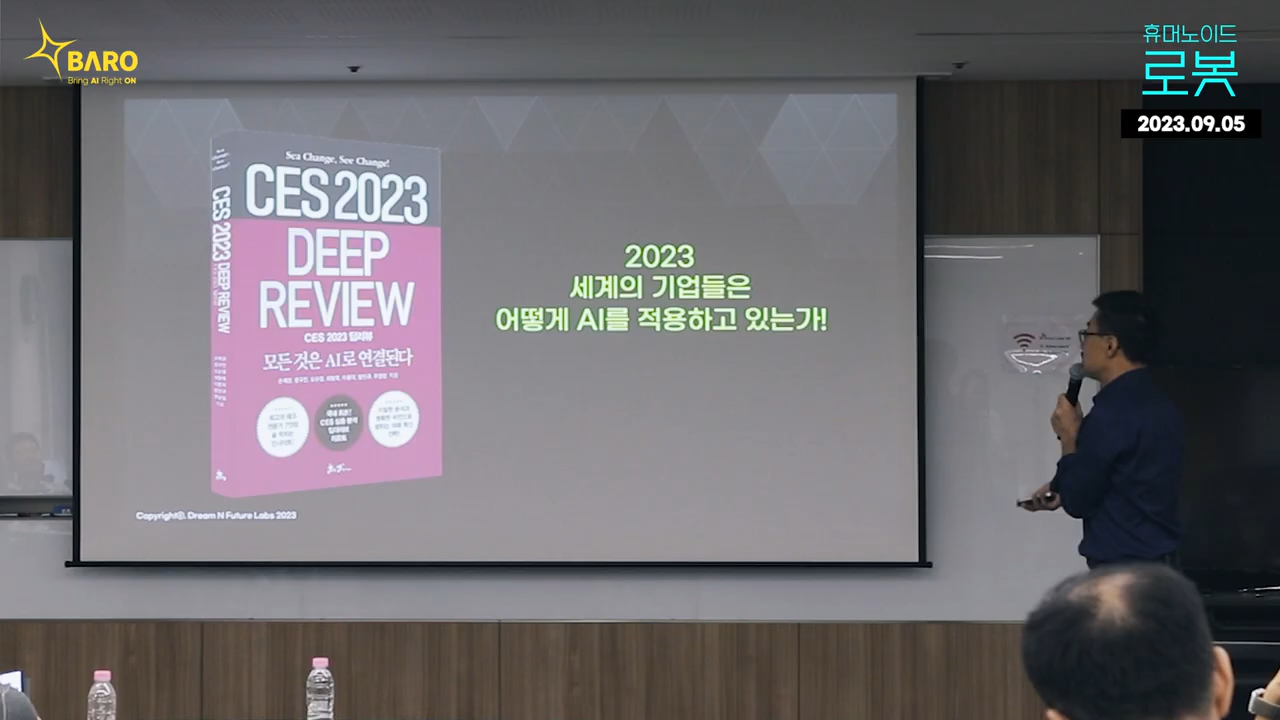 BARO
Bring AI Right ON
휴머노이드
로봇
2023.09.05
Sea Change, See Change!
CES 2023
DEEP
REVIEW
CES 2023 딥리뷰
모든 것은 AI로 연결된다
CES 2023 DEEP REVIEW
2023
세계의 기업들은
어떻게 AI를 적용하고 있는가!
Copyrightⓒ. Dream N Future Labs 2023